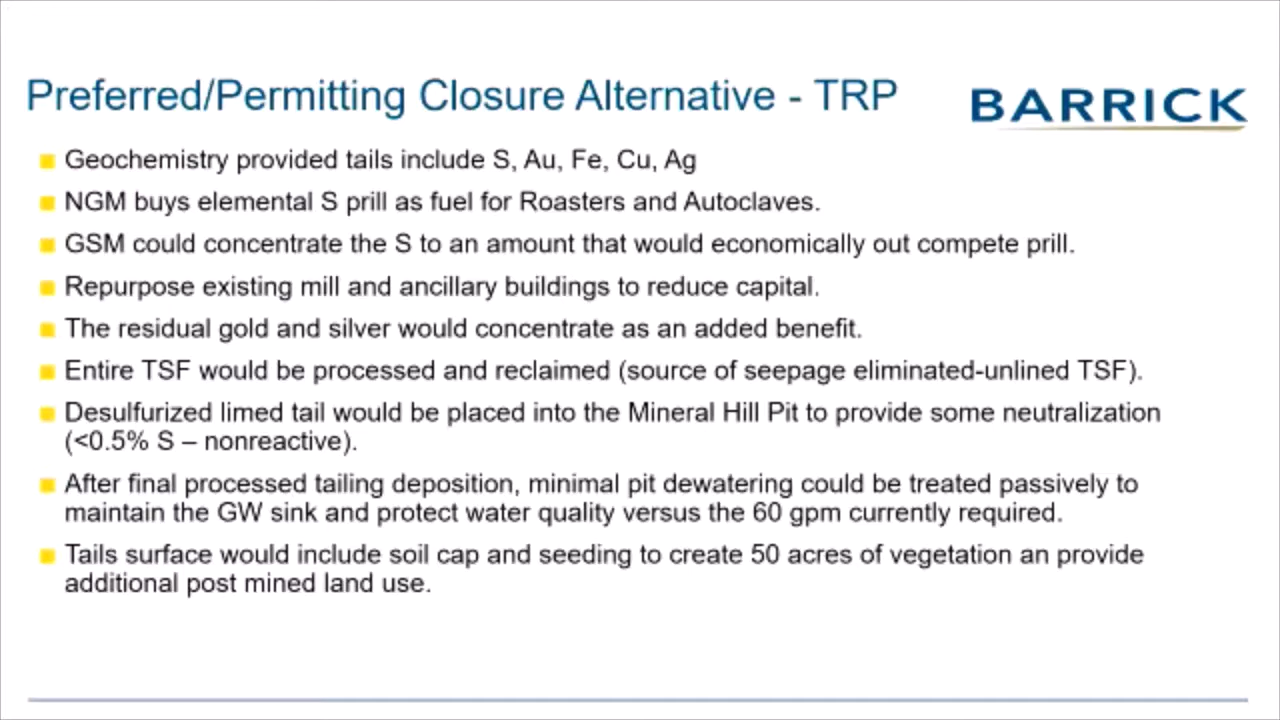 Preferred/Permitting Closure Alternative - TRP
BARRICK
Geochemistry provided tails include S, Au, Fe, Cu, Ag
NGM buys elemental S prill as fuel for Roasters and Autoclaves.
GSM could concentrate the S to an amount that would economically out compete prill.
Repurpose existing mill and ancillary buildings to reduce capital.
The residual gold and silver would concentrate as an added benefit.
Entire TSF would be processed and reclaimed (source of seepage eliminated-unlined TSF).
Desulfurized limed tail would be placed into the Mineral Hill Pit to provide some neutralization
(<0.5% S – nonreactive).
After final processed tailing deposition, minimal pit dewatering could be treated passively to
maintain the GW sink and protect water quality versus the 60 gpm currently required.
Tails surface would include soil cap and seeding to create 50 acres of vegetation an provide
additional post mined land use.